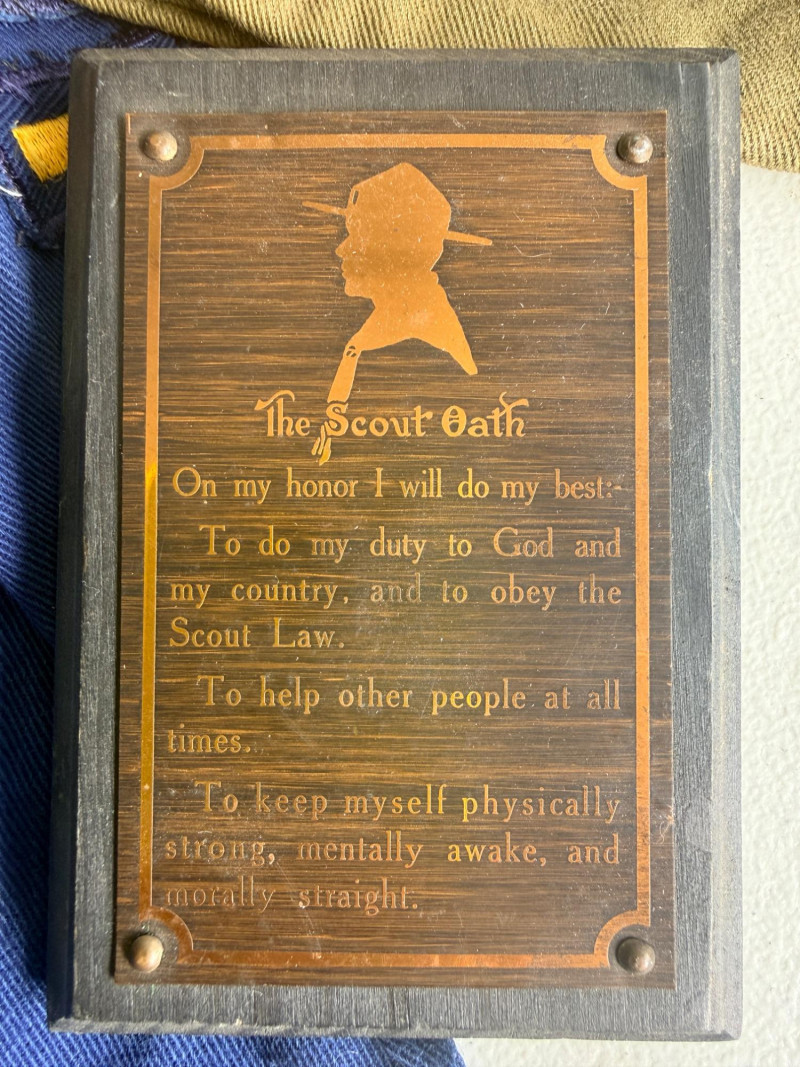 The Scout Oath
On my honor I will do my best:-
To do my duty to God and
my country, and to obey the
Scout Law.
To help other people at all
times.
To keep myself physically
strong, mentally awake, and
morally straight.